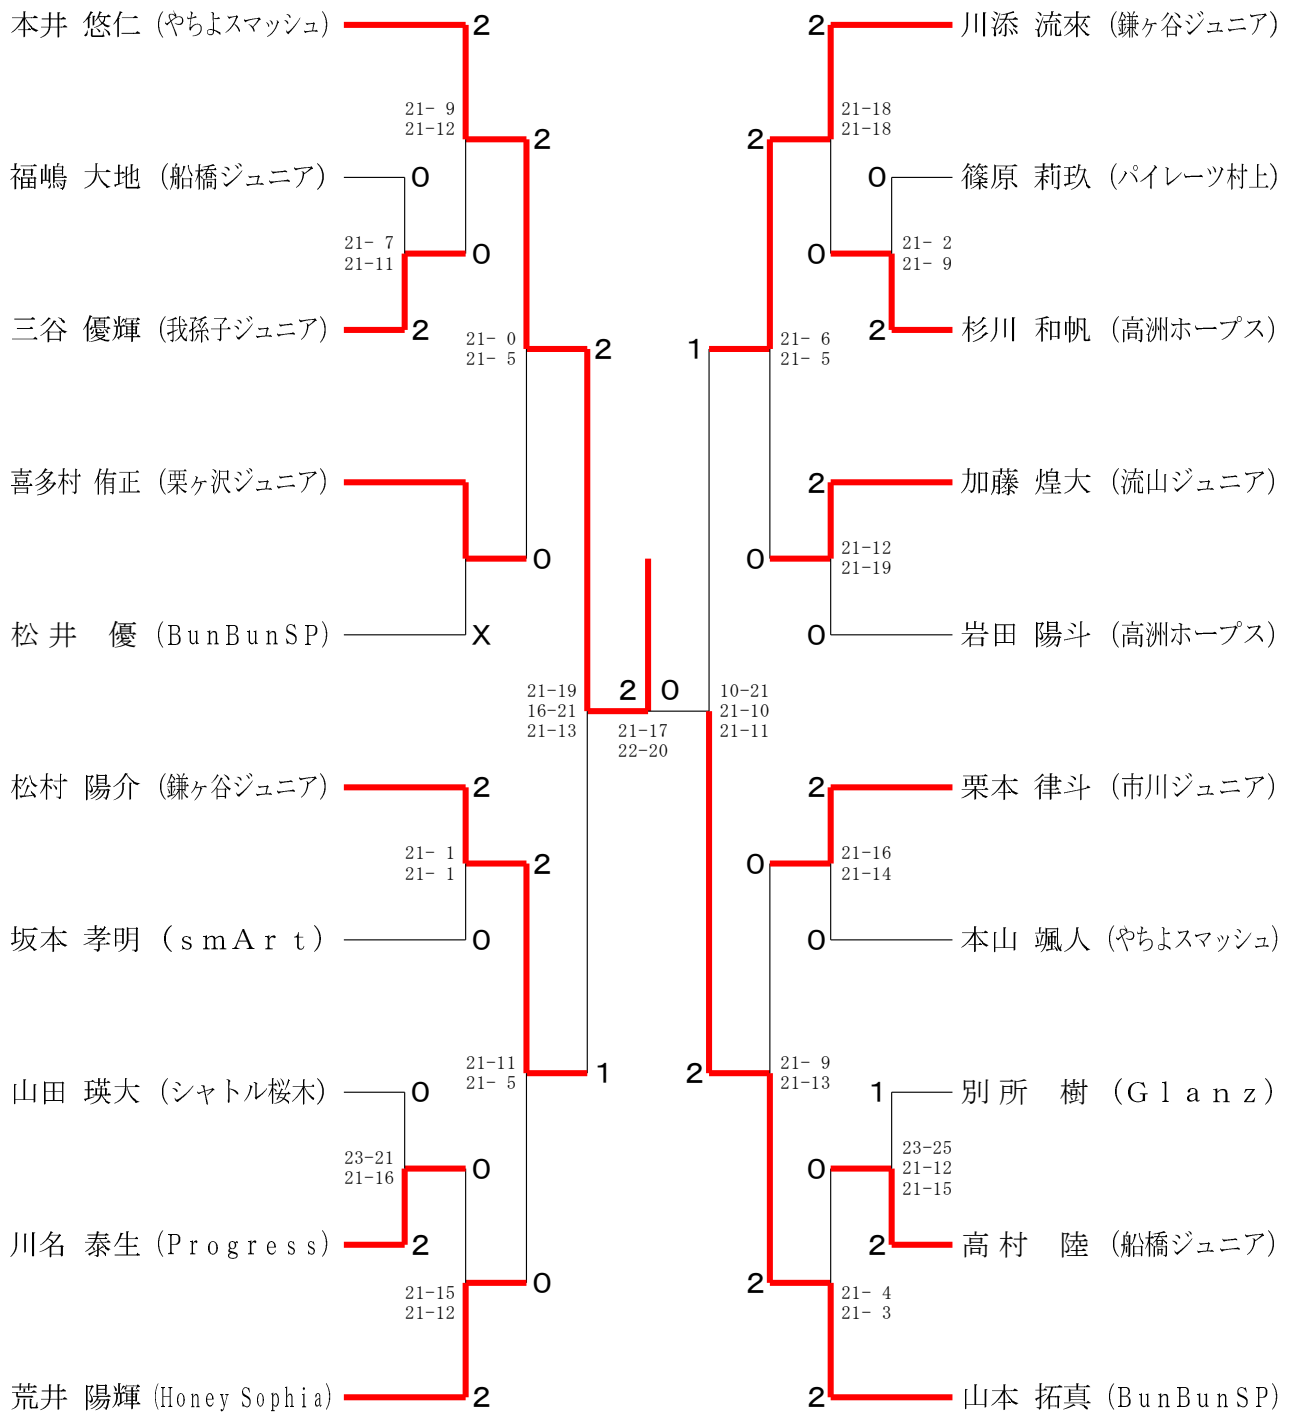 本井 悠仁 (やちよスマッシュ) 2
2 川添 流來 (鎌ヶ谷ジュニア)
21- 9
21-12
2
2
21-18
21-18
福嶋 大地 (船橋ジュニア) 0
0 篠原 莉玖 (パイレーツ村上)
21- 7
21-11
0
0
21- 2
21- 9
三谷 優輝 (我孫子ジュニア) 2
2 杉川 和帆 (高洲ホープス)
21- 0
21- 5
2
1
21- 6
21- 5
喜多村 侑正 (栗ヶ沢ジュニア)
2 加藤 煌大 (流山ジュニア)
0
0
21-12
21-19
松井 優 (BunBunSP) X
0 岩田 陽斗 (高洲ホープス)
21-19
16-21
21-13
2 0
21-17
22-20
10-21
21-10
21-11
松村 陽介 (鎌ヶ谷ジュニア) 2
2 栗本 律斗 (市川ジュニア)
21- 1
21- 1
2
0
21-16
21-14
坂本 孝明 (smArt) 0
0 本山 颯人 (やちよスマッシュ)
21-11
21- 5
1
2
21- 9
21-13
山田 瑛大 (シャトル桜木) 0
1 別所 樹 (Glanz)
23-21
21-16
0
0
23-25
21-12
21-15
川名 泰生 (Progress) 2
2 高村 陸 (船橋ジュニア)
21-15
21-12
0
2
21- 4
21- 3
荒井 陽輝 (Honey Sophia) 2
2 山本 拓真 (BunBunSP)